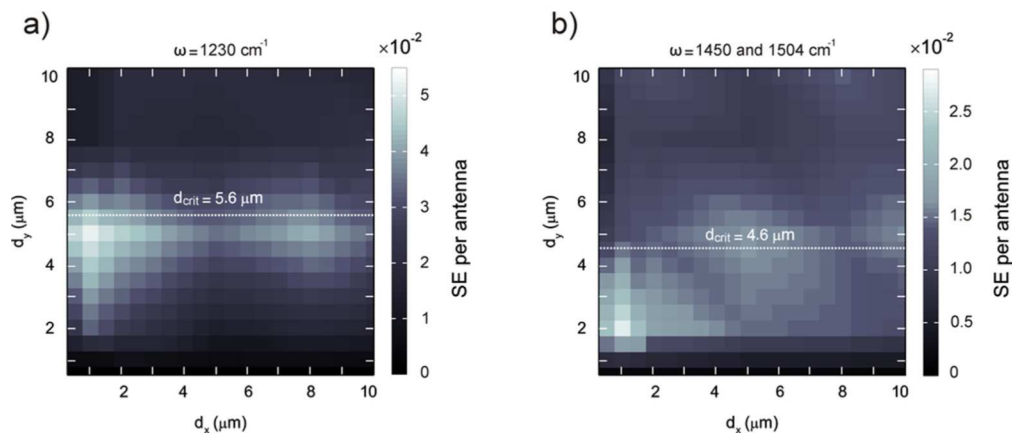 a)
ω = 1230 cm⁻¹
×10⁻²
10
8
6
4
2
d_y (µm)
d_crit = 5.6 µm
2
4
6
8
10
d_x (µm)
5
4
3
2
1
0
SE per antenna
b)
ω = 1450 and 1504 cm⁻¹
×10⁻²
10
8
6
4
2
d_y (µm)
d_crit = 4.6 µm
2
4
6
8
10
d_x (µm)
2.5
2.0
1.5
1.0
0.5
0
SE per antenna